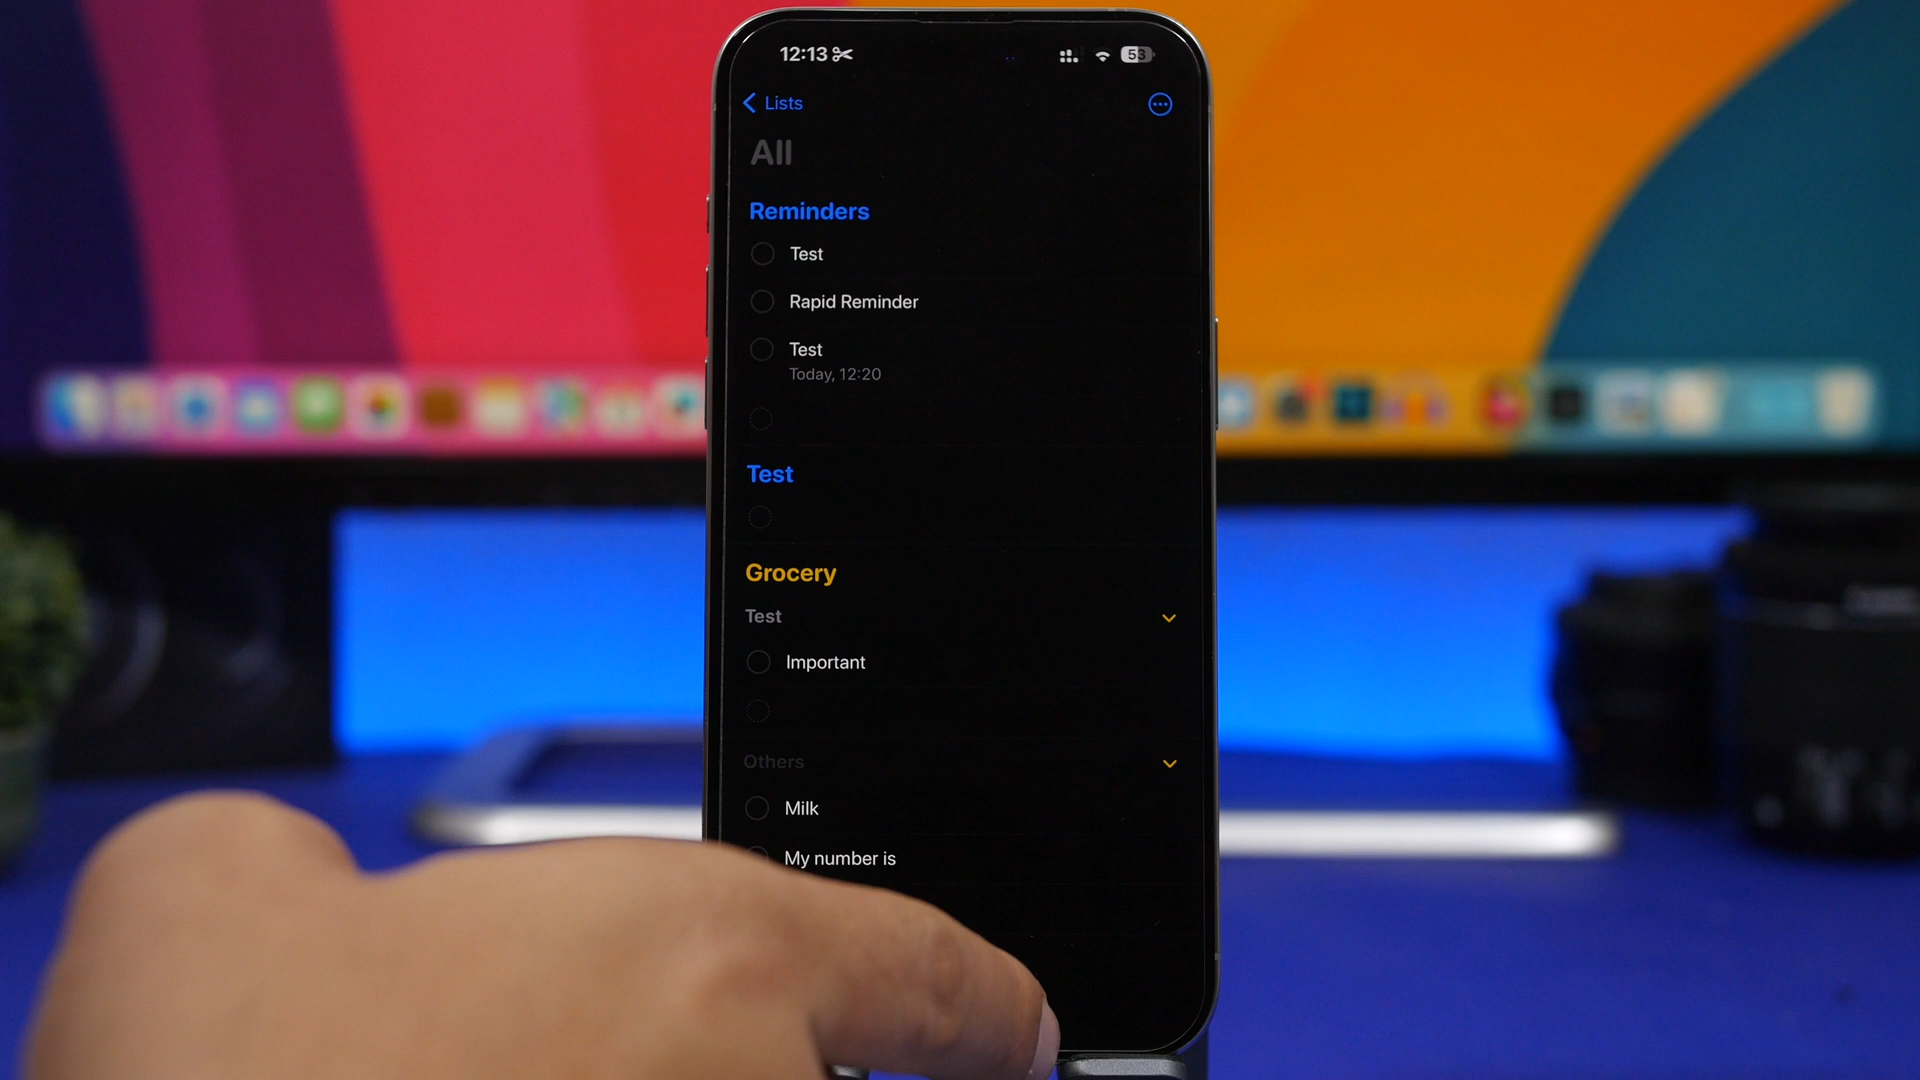 12:13
53
Lists
All
Reminders
Test
Rapid Reminder
Test
Today, 12:20
Test
Grocery
Test
Important
Others
Milk
My number is